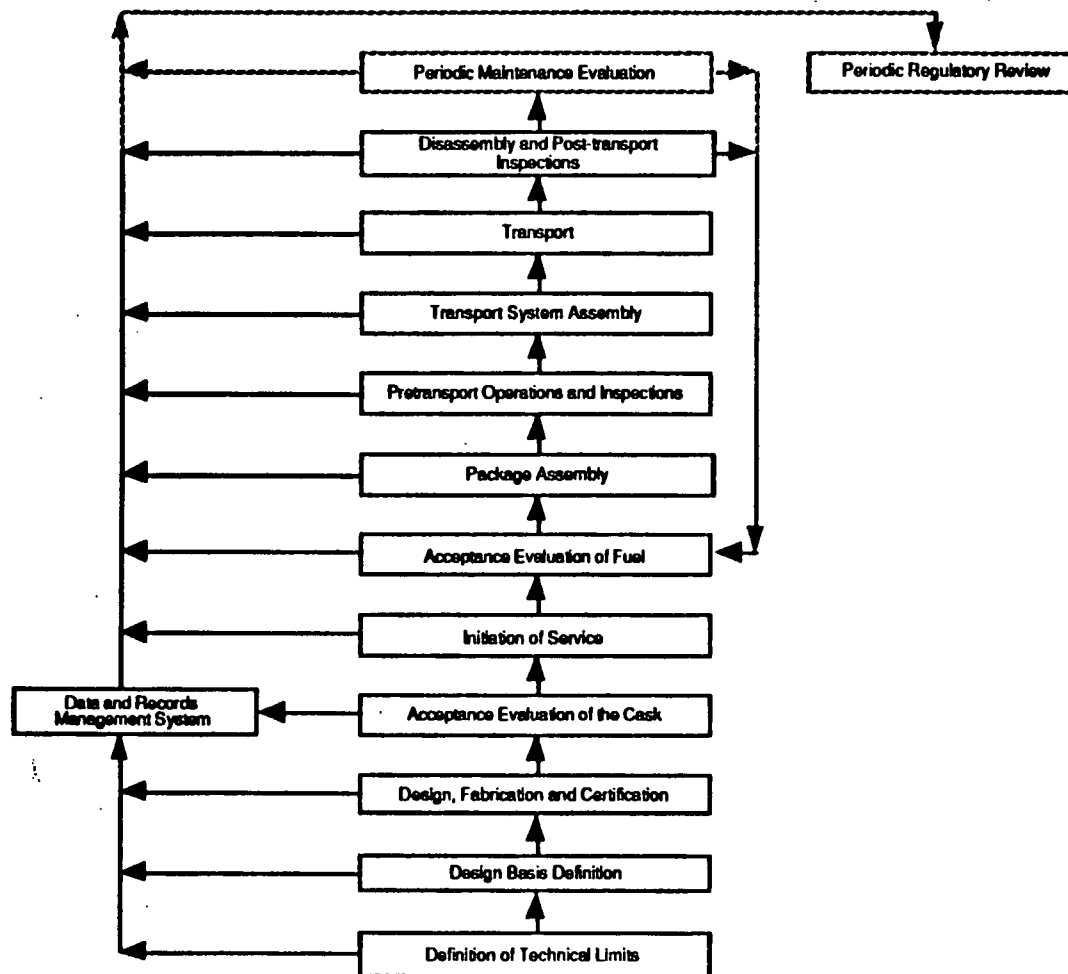 Periodic Maintenance Evaluation
Periodic Regulatory Review
Disassembly and Post-transport
Inspections
Transport
Transport System Assembly
Pretransport Operations and Inspections
Package Assembly
Acceptance Evaluation of Fuel
Initiation of Service
Data and Records
Management System
Acceptance Evaluation of the Cask
Design, Fabrication and Certification
Design Basis Definition
Definition of Technical Limits